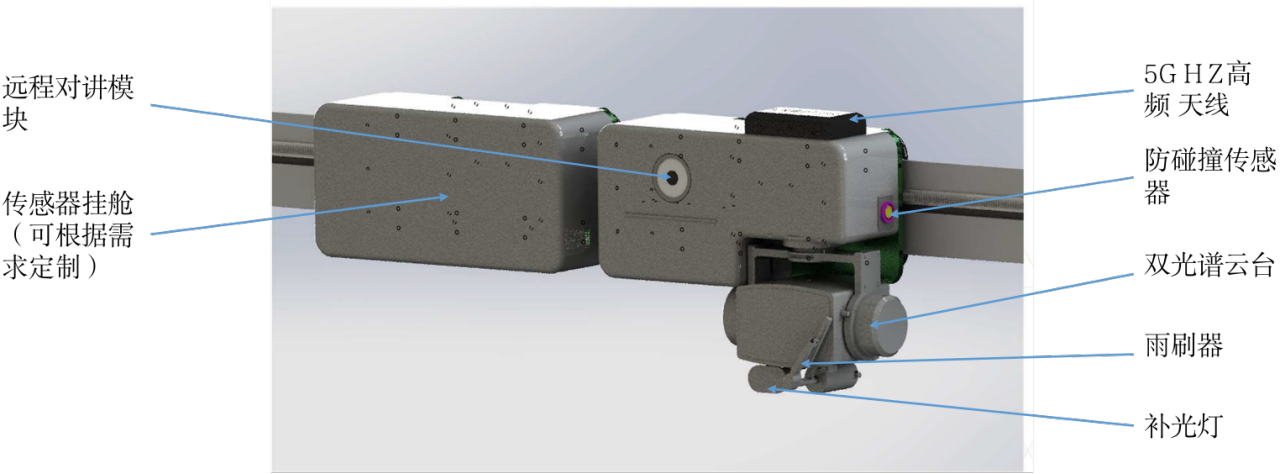 远程对讲模
块
传感器挂舱
（可根据需
求定制）
5G HZ高
频 天线
防碰撞传感
器
双光谱云台
雨刷器
补光灯